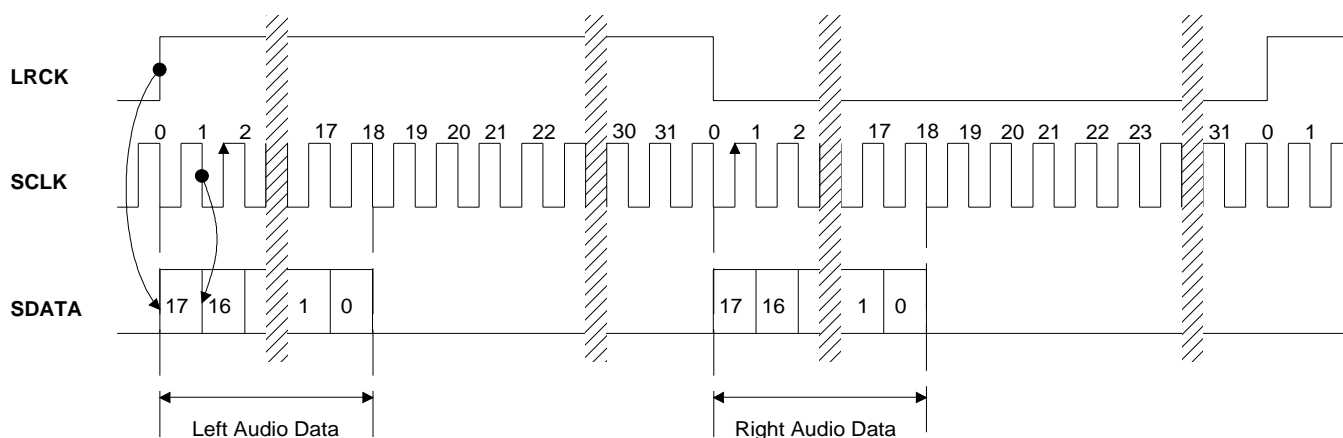 LRCK
0 1 2 17 18 19 20 21 22 30 31 0 1 2 17 18 19 20 21 22 23 31 0 1
SCLK
17 16 1 0 17 16 1 0
SDATA
Left Audio Data Right Audio Data